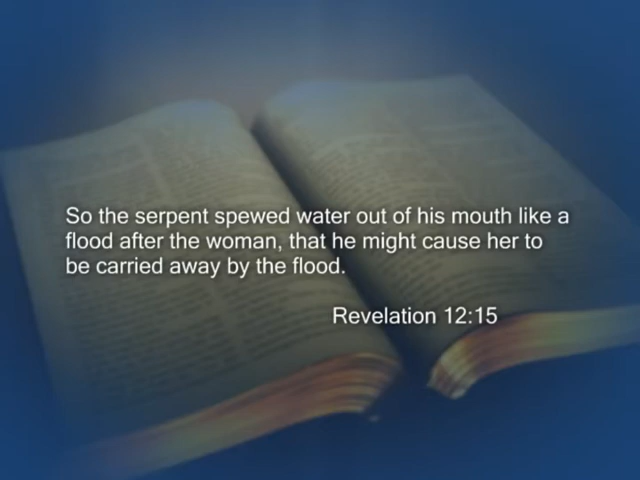 So the serpent spewed water out of his mouth like a
flood after the woman, that he might cause her to
be carried away by the flood.
Revelation 12:15